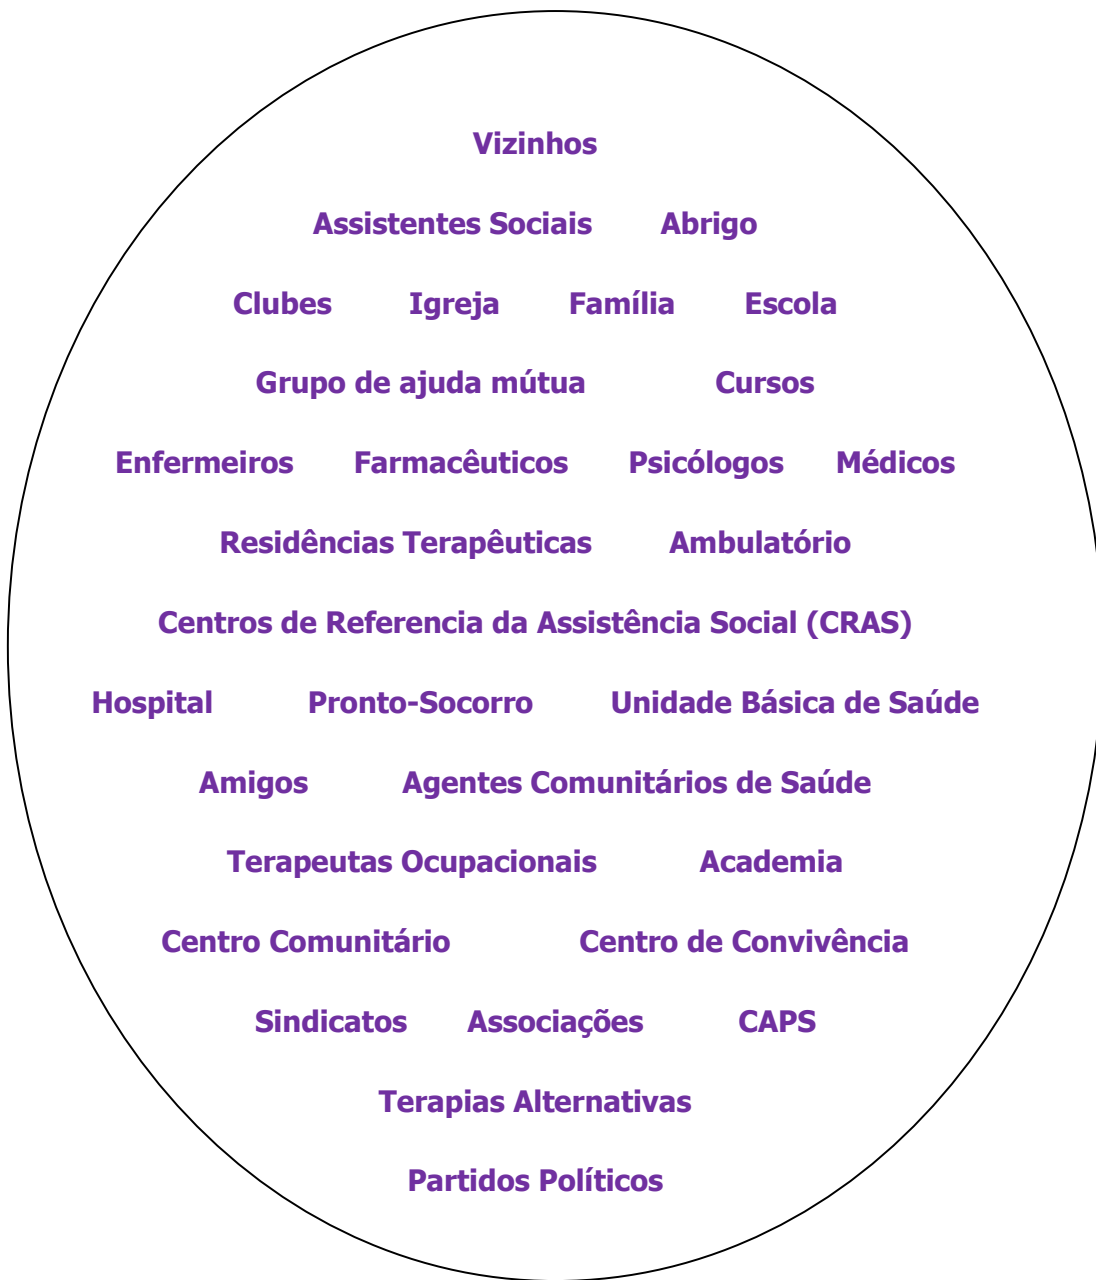 Vizinhos
Assistentes Sociais Abrigo
Clubes Igreja Família Escola
Grupo de ajuda mútua Cursos
Enfermeiros Farmacêuticos Psicólogos Médicos
Residências Terapêuticas Ambulatório
Centros de Referencia da Assistência Social (CRAS)
Hospital Pronto-Socorro Unidade Básica de Saúde
Amigos Agentes Comunitários de Saúde
Terapeutas Ocupacionais Academia
Centro Comunitário Centro de Convivência
Sindicatos Associações CAPS
Terapias Alternativas
Partidos Políticos